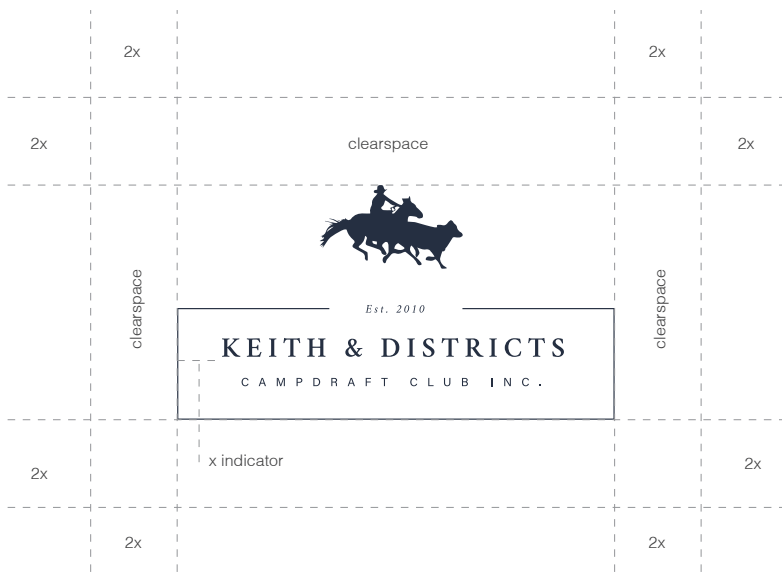 2x 2x
2x clearspace 2x
clearspace clearspace
Est. 2010
KEITH & DISTRICTS
CAMPDRAFT CLUB INC.
x indicator
2x 2x
2x 2x